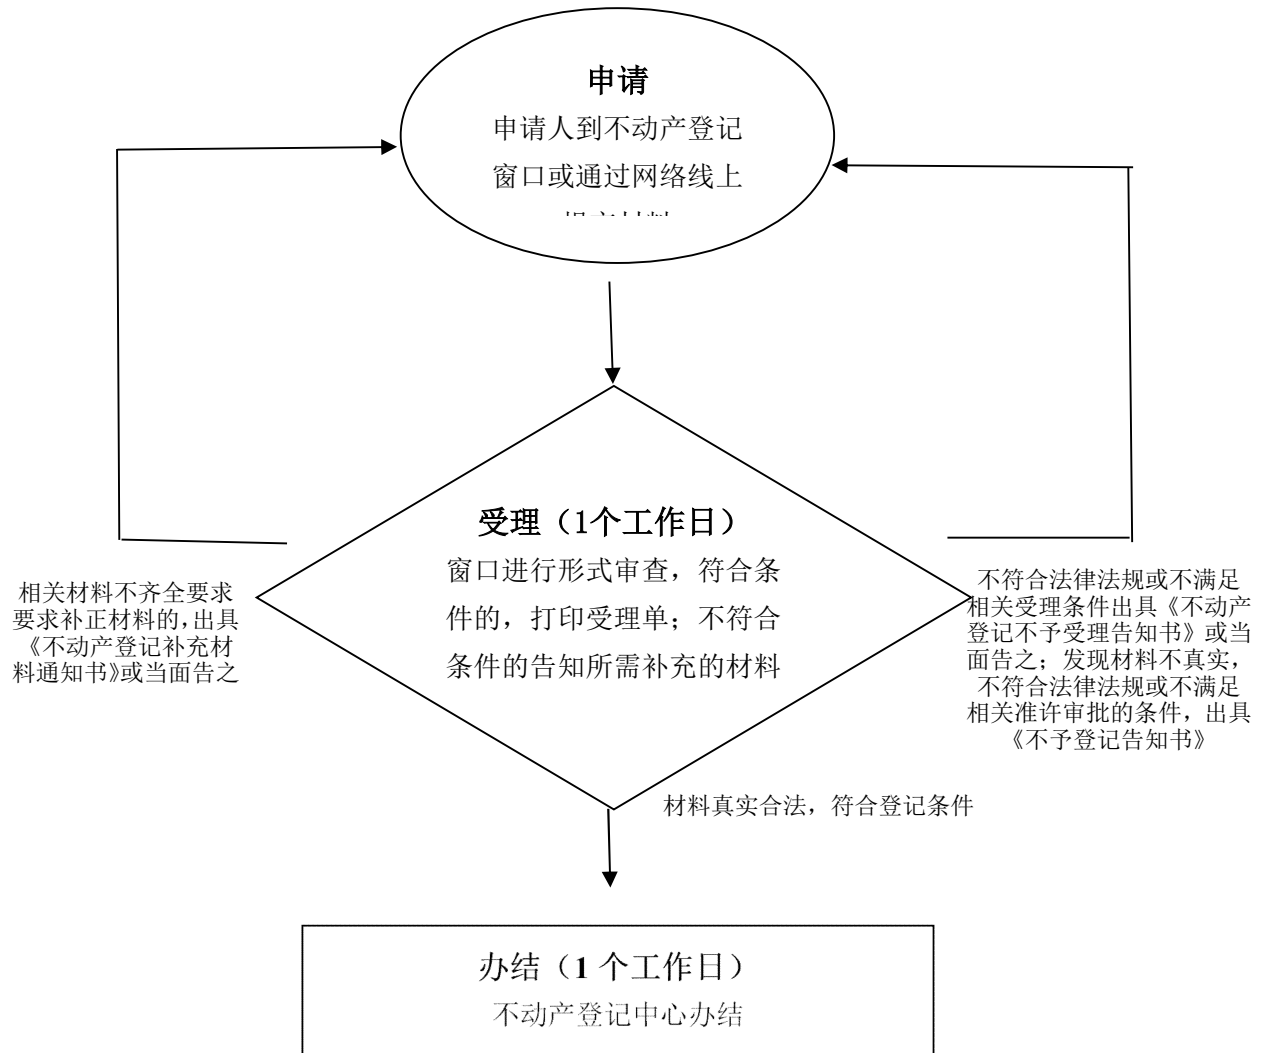 申请
申请人到不动产登记
窗口或通过网络线上
提交材料
受理（1个工作日）
窗口进行形式审查，符合条
件的，打印受理单；不符合
条件的告知所需补充的材料
相关材料不齐全要求
要求补正材料的，出具
《不动产登记补充材
料通知书》或当面告之
不符合法律法规或不满足
相关受理条件出具《不动产
登记不予受理告知书》或当
面告之；发现材料不真实，
不符合法律法规或不满足
相关准许审批的条件，出具
《不予登记告知书》
材料真实合法，符合登记条件
办结（1 个工作日）
不动产登记中心办结